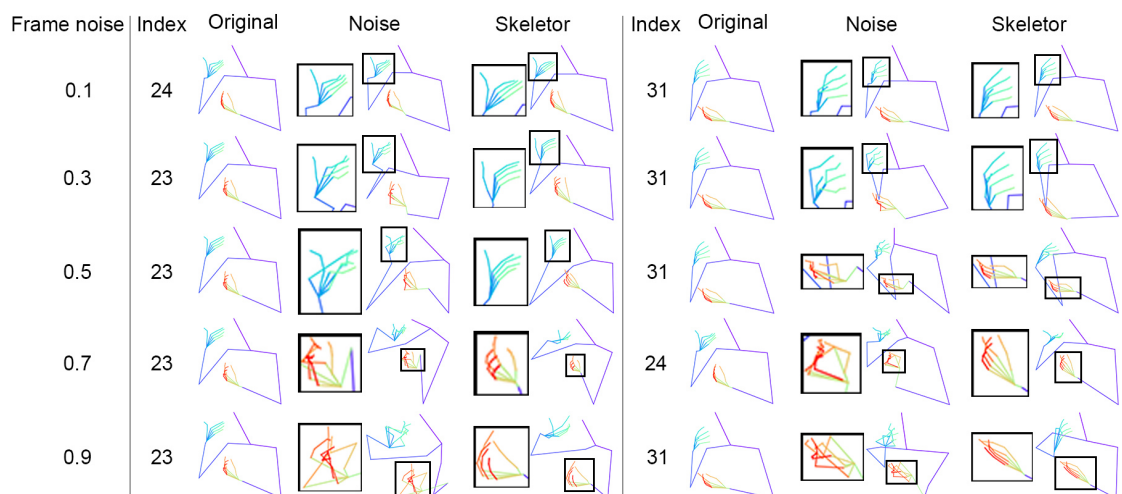 Frame noise Index Original Noise Skeletor Index Original Noise Skeletor
0.1 24 31
0.3 23 31
0.5 23 31
0.7 23 24
0.9 23 31